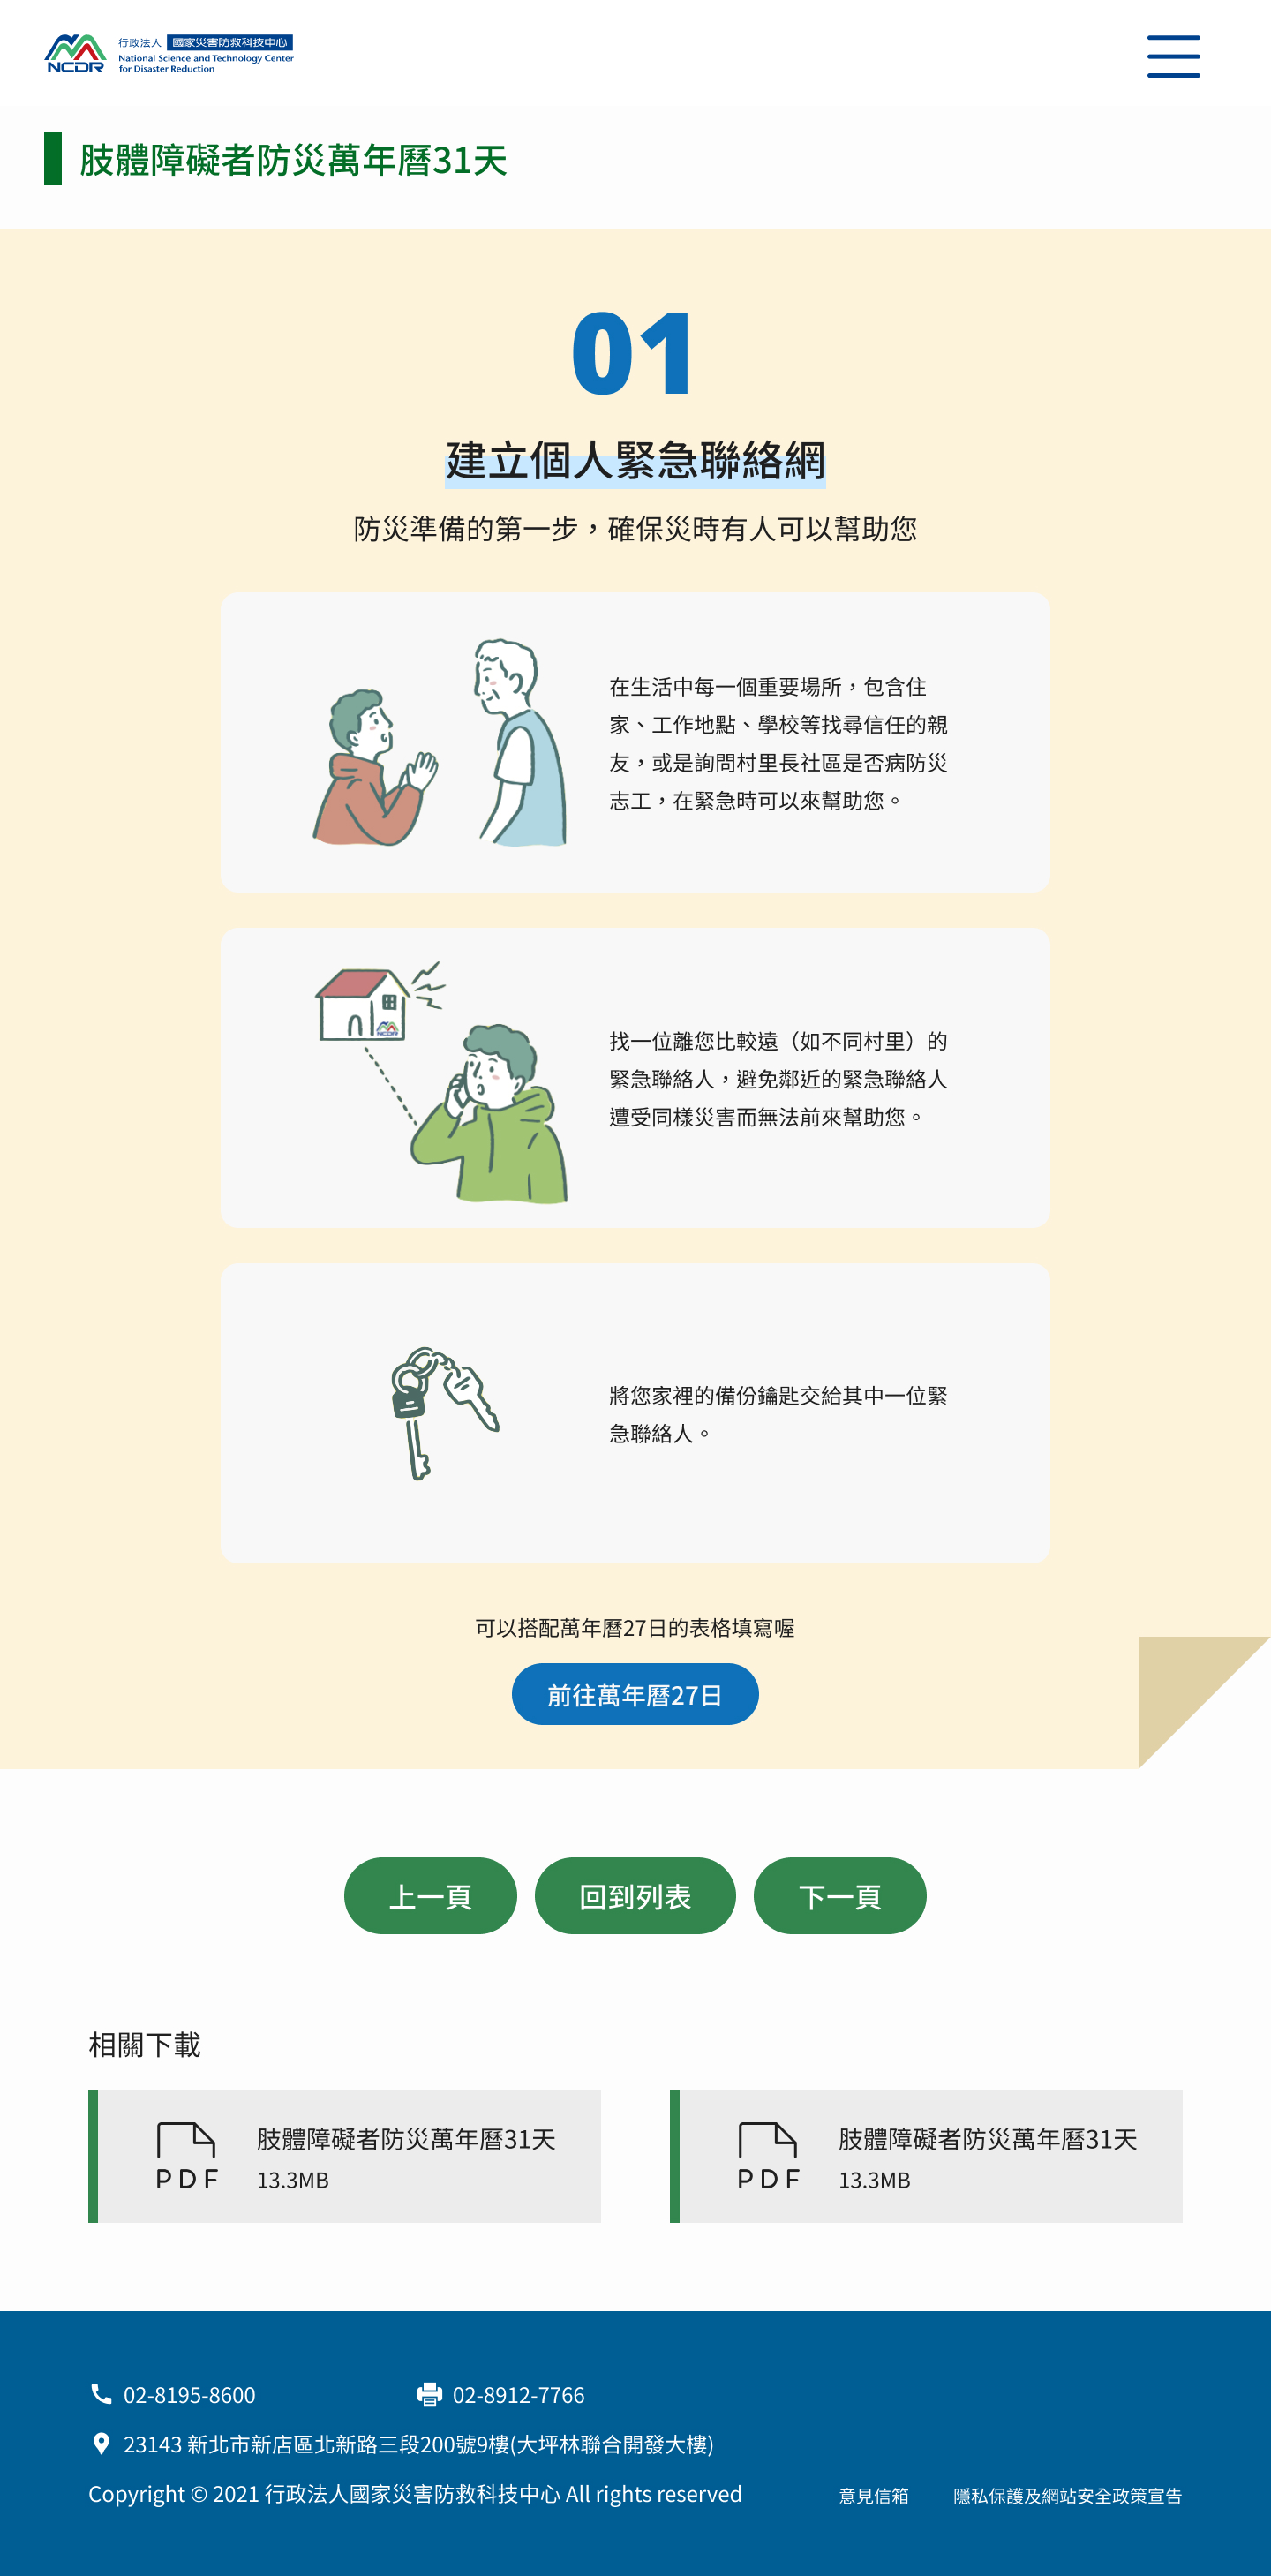 NCDR
行政法人 國家災害防救科技中心
National Science and Technology Center
for Disaster Reduction
肢體障礙者防災萬年曆31天
01
建立個人緊急聯絡網
防災準備的第一步，確保災時有人可以幫助您
在生活中每一個重要場所，包含住
家、工作地點、學校等找尋信任的親
友，或是詢問村里長社區是否病防災
志工，在緊急時可以來幫助您。
NCDR
找一位離您比較遠（如不同村里）的
緊急聯絡人，避免鄰近的緊急聯絡人
遭受同樣災害而無法前來幫助您。
將您家裡的備份鑰匙交給其中一位緊
急聯絡人。
可以搭配萬年曆27日的表格填寫喔
前往萬年曆27日
上一頁 回到列表 下一頁
相關下載
PDF 肢體障礙者防災萬年曆31天
13.3MB
PDF 肢體障礙者防災萬年曆31天
13.3MB
02-8195-8600 02-8912-7766
23143 新北市新店區北新路三段200號9樓(大坪林聯合開發大樓)
Copyright © 2021 行政法人國家災害防救科技中心 All rights reserved
意見信箱 隱私保護及網站安全政策宣告